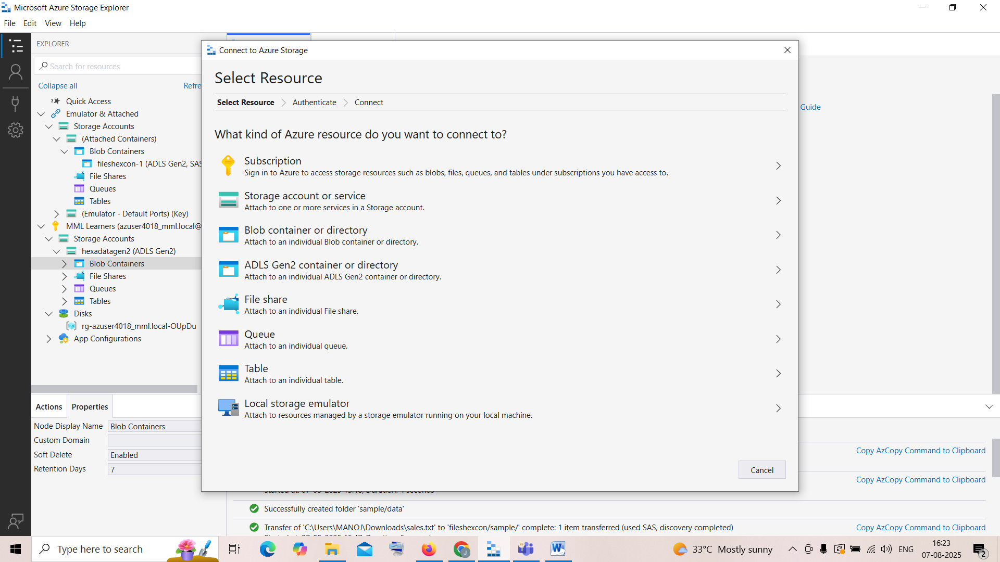 Microsoft Azure Storage Explorer
File Edit View Help
EXPLORER
Search for resources
Collapse all Refre
Quick Access
Emulator & Attached
Storage Accounts
(Attached Containers)
Blob Containers
fileshexcon-1 (ADLS Gen2, SAS
File Shares
Queues
Tables
(Emulator - Default Ports) (Key)
MML Learners (azuser4018_mml.local@
Storage Accounts
hexadatagen2 (ADLS Gen2)
Blob Containers
File Shares
Queues
Tables
Disks
rg-azuser4018_mml.local-OUpDu
App Configurations
Actions Properties
Node Display Name Blob Containers
Custom Domain
Soft Delete Enabled
Retention Days 7
Connect to Azure Storage
Select Resource
Select Resource Authenticate Connect
What kind of Azure resource do you want to connect to?
Subscription
Sign in to Azure to access storage resources such as blobs, files, queues, and tables under subscriptions you have access to.
Storage account or service
Attach to one or more services in a Storage account.
Blob container or directory
Attach to an individual Blob container or directory.
ADLS Gen2 container or directory
Attach to an individual ADLS Gen2 container or directory.
File share
Attach to an individual File share.
Queue
Attach to an individual queue.
Table
Attach to an individual table.
Local storage emulator
Attach to resources managed by a storage emulator running on your local machine.
Cancel
Guide
Copy AzCopy Command to Clipboard
Copy AzCopy Command to Clipboard
Successfully created folder 'sample/data'
Transfer of 'C:\Users\MANOJ\Downloads\sales.txt' to 'fileshexcon/sample/' complete: 1 item transferred (used SAS, discovery completed)
Copy AzCopy Command to Clipboard
Type here to search
33°C Mostly sunny
ENG
16:23
07-08-2025
2